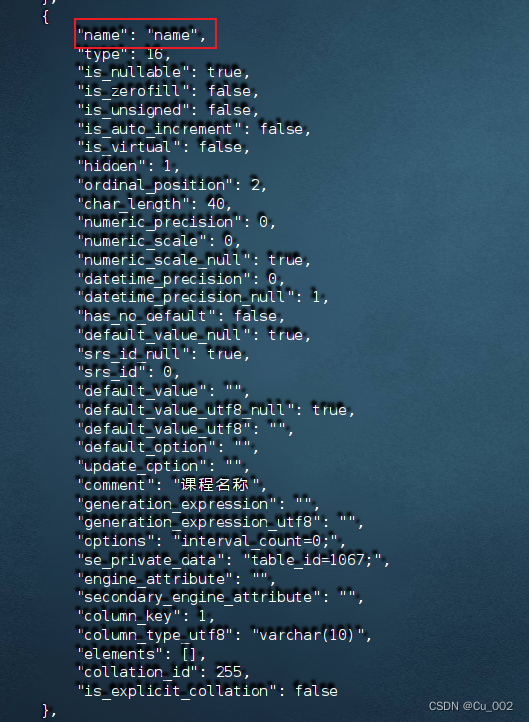 },
{
"name": "name",
"type": 16,
"is_nullable": true,
"is_zerofill": false,
"is_unsigned": false,
"is_auto_increment": false,
"is_virtual": false,
"hidden": 1,
"ordinal_position": 2,
"char_length": 40,
"numeric_precision": 0,
"numeric_scale": 0,
"numeric_scale_null": true,
"datetime_precision": 0,
"datetime_precision_null": 1,
"has_no_default": false,
"default_value_null": true,
"srs_id_null": true,
"srs_id": 0,
"default_value": "",
"default_value_utf8_null": true,
"default_value_utf8": "",
"default_option": "",
"update_option": "",
"comment": "课程名称",
"generation_expression": "",
"generation_expression_utf8": "",
"options": "interval_count=0;",
"se_private_data": "table_id=1067;",
"engine_attribute": "",
"secondary_engine_attribute": "",
"column_key": 1,
"column_type_utf8": "varchar(10)",
"elements": [],
"collation_id": 255,
"is_explicit_collation": false
},
CSDN @Cu_002